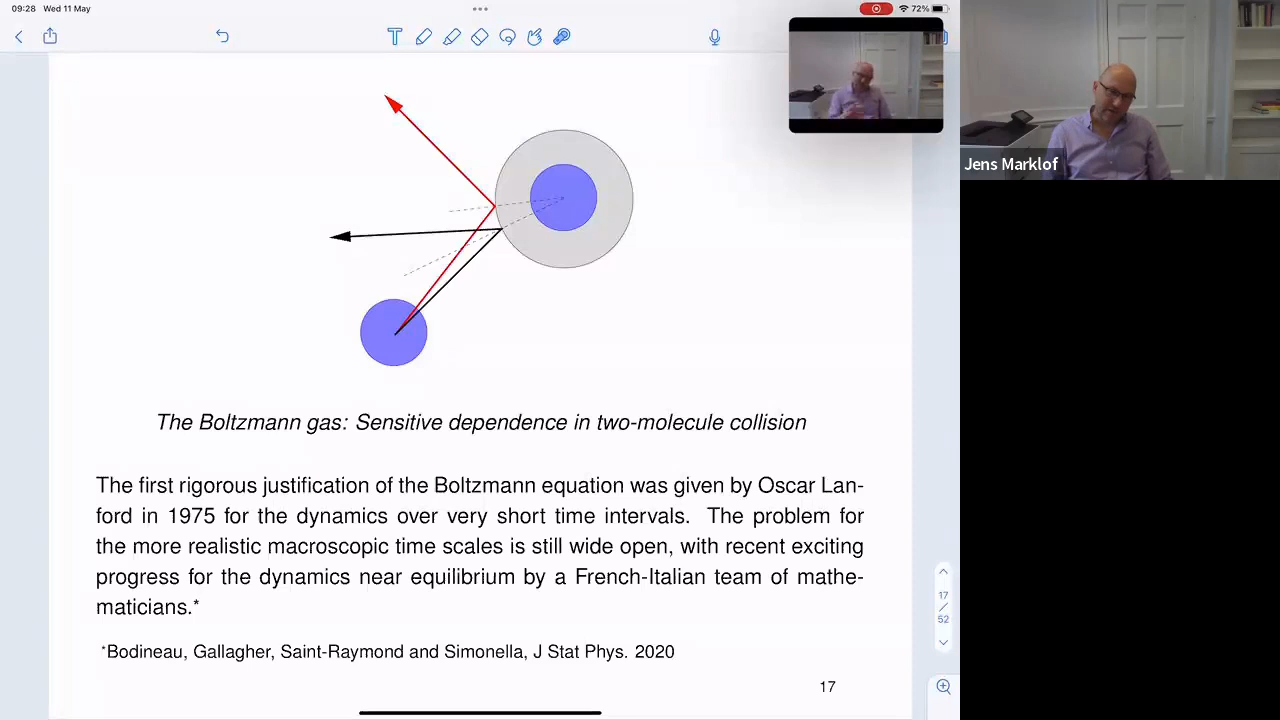 09:28 Wed 11 May
72%
Jens Marklof
The Boltzmann gas: Sensitive dependence in two-molecule collision
The first rigorous justification of the Boltzmann equation was given by Oscar Lan-
ford in 1975 for the dynamics over very short time intervals. The problem for
the more realistic macroscopic time scales is still wide open, with recent exciting
progress for the dynamics near equilibrium by a French-Italian team of mathe-
maticians.*
*Bodineau, Gallagher, Saint-Raymond and Simonella, J Stat Phys. 2020
17
17
/
52